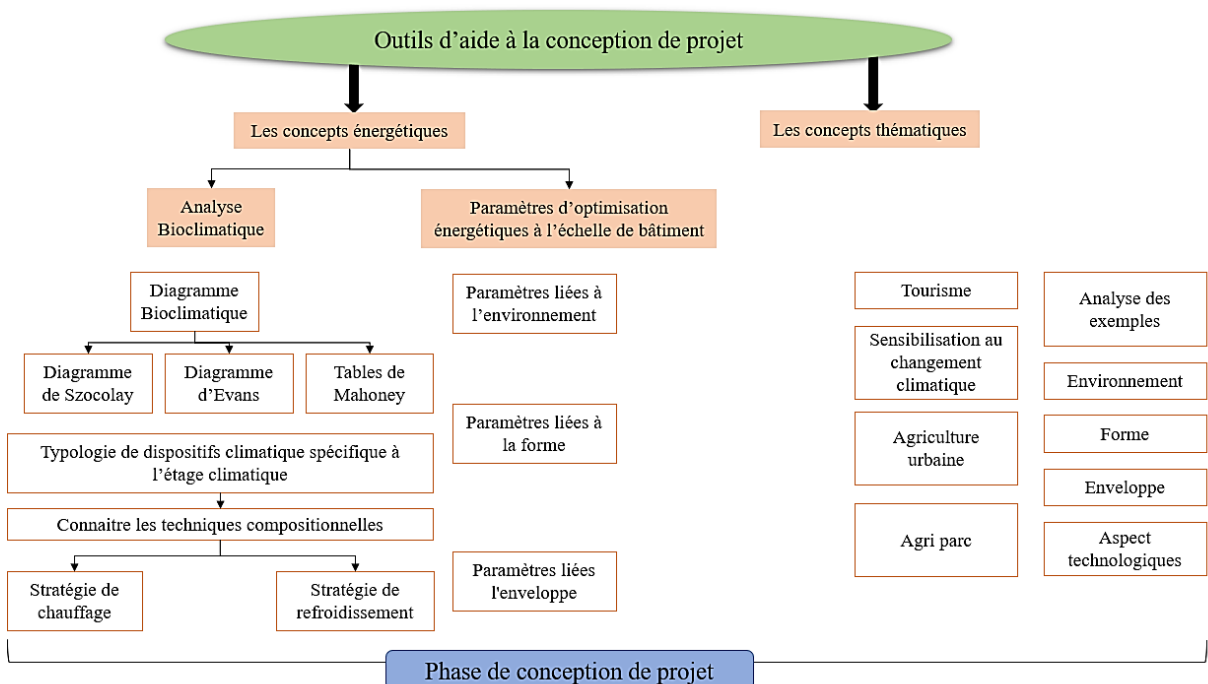 Outils d'aide à la conception de projet
Les concepts énergétiques
Les concepts thématiques
Analyse
Bioclimatique
Paramètres d'optimisation
énergétiques à l'échelle de bâtiment
Diagramme
Bioclimatique
Diagramme
de Szocolay
Diagramme
d'Evans
Tables de
Mahoney
Typologie de dispositifs climatique spécifique à
l'étage climatique
Connaitre les techniques compositionnelles
Stratégie de
chauffage
Stratégie de
refroidissement
Paramètres liées à
l'environnement
Paramètres liées à
la forme
Paramètres liées
l'enveloppe
Tourisme
Sensibilisation au
changement
climatique
Agriculture
urbaine
Agri parc
Analyse des
exemples
Environnement
Forme
Enveloppe
Aspect
technologiques
Phase de conception de projet